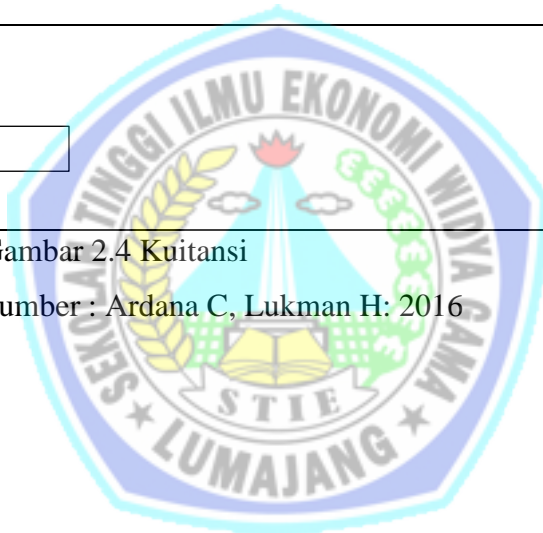 SEKOLAH TINGGI ILMU EKONOMI WIDYA GAMA
ambar 2.4 Kuitansi
umber : Ardana C, Lukman H: 2016
STIE
LUMAJANG